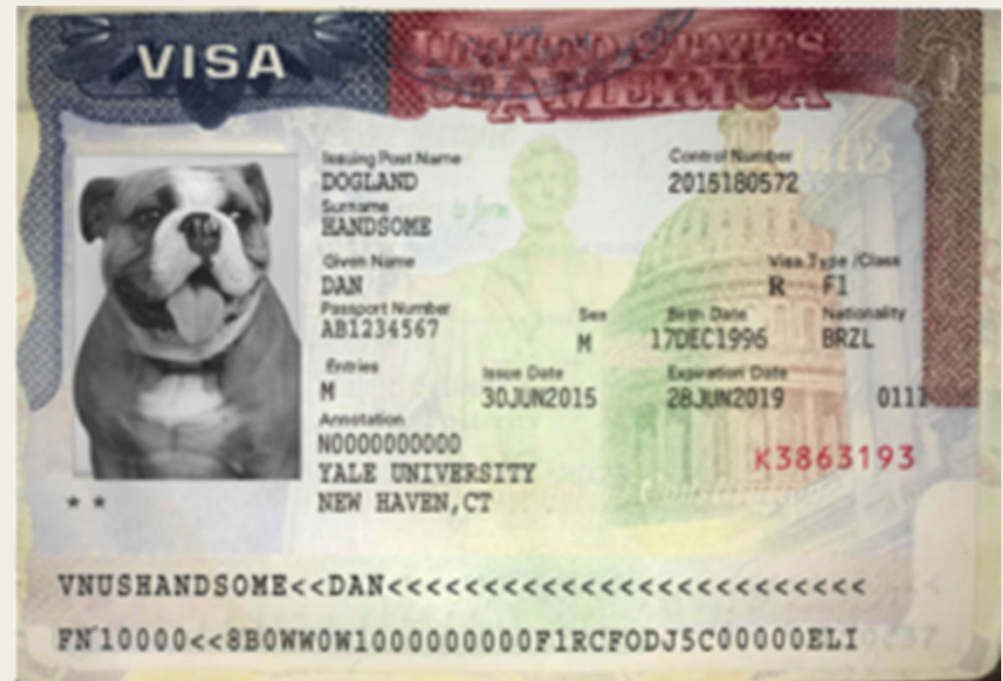 VISA
UNITED STATES
OF AMERICA
Issuing Post Name
DOGLAND
Control Number
2015180572
Surname
HANDSOME
Given Name
DAN
Visa Type /Class
R F1
Passport Number
AB1234567
Sex
M
Birth Date
17DEC1996
Nationality
BRZL
Entries
M
Issue Date
30JUN2015
Expiration Date
28JUN2019
0111
Annotation
N0000000000
YALE UNIVERSITY
NEW HAVEN,CT
K3863193
★ ★
VNUSHANDSOME<<DAN<<<<<<<<<<<<<<<<<<<<<<<<<
FN10000<<8B0WW0W1000000000F1RCFODJ5C00000ELI